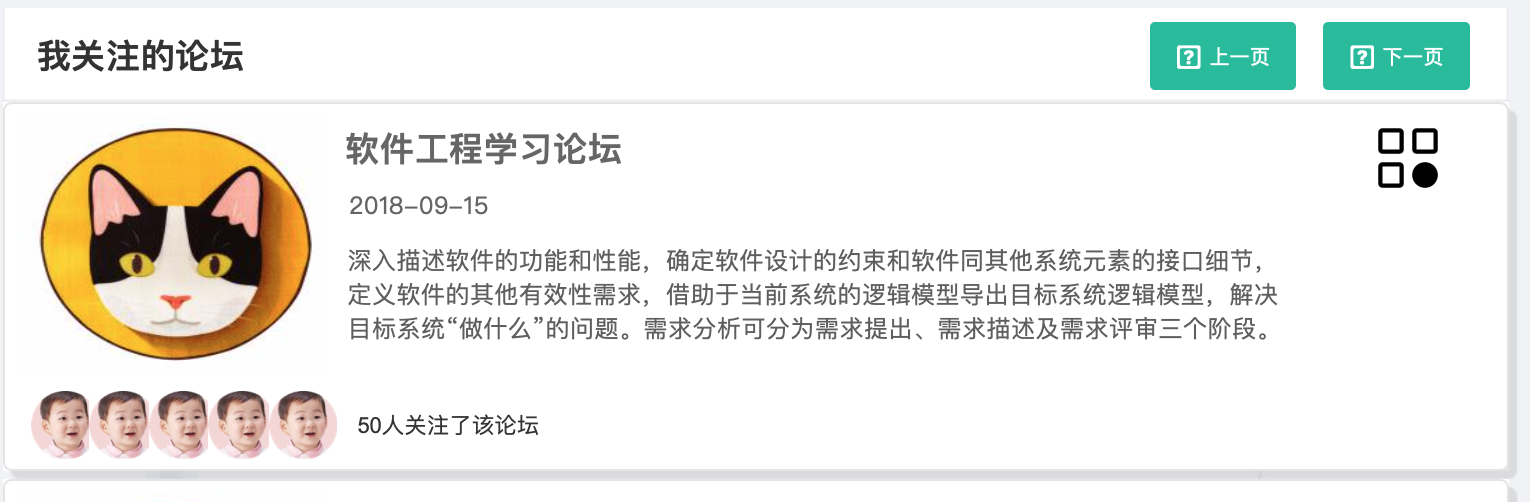 我关注的论坛
上一页
下一页
软件工程学习论坛
2018-09-15
深入描述软件的功能和性能，确定软件设计的约束和软件同其他系统元素的接口细节，
定义软件的其他有效性需求，借助于当前系统的逻辑模型导出目标系统逻辑模型，解决
目标系统“做什么”的问题。需求分析可分为需求提出、需求描述及需求评审三个阶段。
50人关注了该论坛